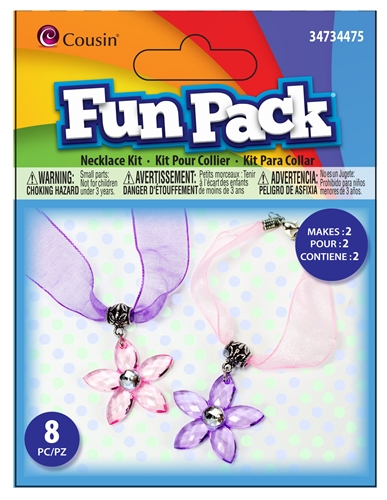 Cousin®
34734475
Fun Pack®
Necklace Kit • Kit Pour Collier • Kit Para Collar
⚠WARNING:
CHOKING HAZARD
Small parts:
Not for children
under 3 years.
⚠AVERTISSEMENT:
DANGER D'ÉTOUFFEMENT
Petits morceaux : Tenir
à l'écart des enfants
de moins de 3 ans
⚠ADVERTENCIA:
PELIGRO DE ASFIXIA
No es un Juguete:
Prohibido para niños
menores de 3 años.
MAKES : 2
POUR : 2
CONTIENE : 2
8
PC/PZ